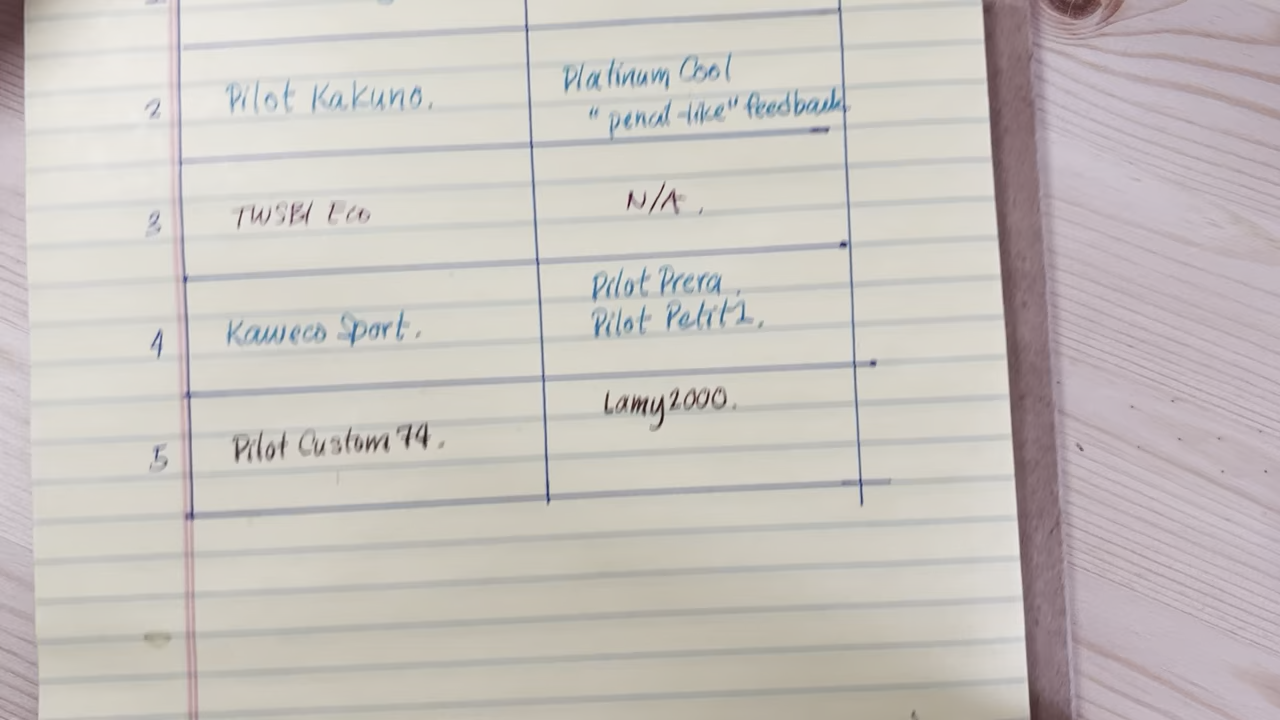 2 Pilot Kakuno. Platinum Cool
"pencil-like" feedback
3 TWSBI Eco N/A.
4 Kaweco Sport. Pilot Prera.
Pilot Petit1.
5 Pilot Custom 74. Lamy2000.